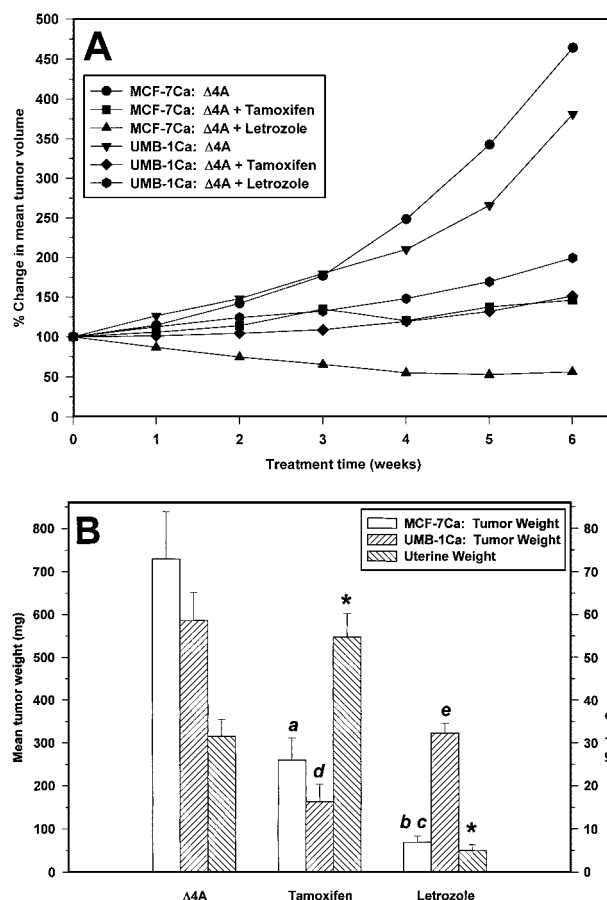 A
500
450
400
350
300
250
200
150
100
50
0
% Change in mean tumor volume
MCF-7Ca: Δ4A
MCF-7Ca: Δ4A + Tamoxifen
MCF-7Ca: Δ4A + Letrozole
UMB-1Ca: Δ4A
UMB-1Ca: Δ4A + Tamoxifen
UMB-1Ca: Δ4A + Letrozole
0 1 2 3 4 5 6
Treatment time (weeks)
B
800
700
600
500
400
300
200
100
0
Mean tumor weight (mg)
MCF-7Ca: Tumor Weight
UMB-1Ca: Tumor Weight
Uterine Weight
80
70
60
50
40
30
20
10
0
*
a
d
e
b c
*
Δ4A Tamoxifen Letrozole